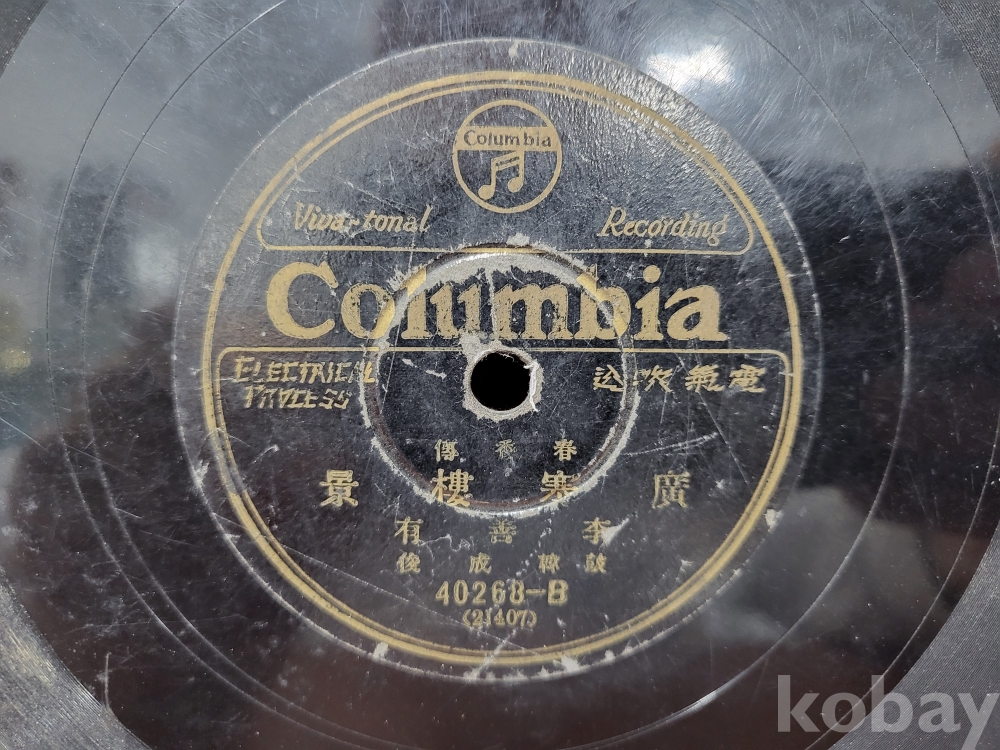 Columbia
Viva-tonal Recording
Columbia
ELECTRICAL PROCESS
電氣吹込
春香傳
廣寒樓景
李善有
鼓韓成俊
40268-B
(21407)
kobay